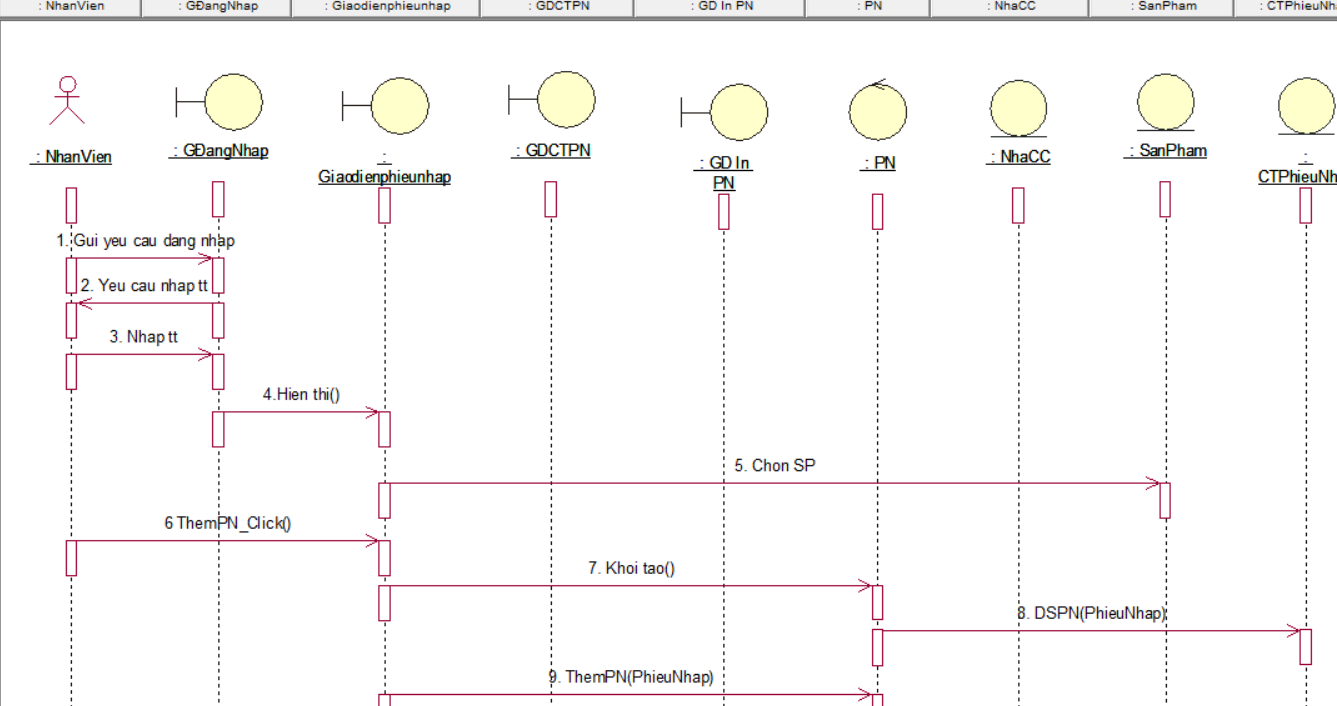 : NhanVien
: GĐangNhap
: Giaodienphieunhap
: GDCTPN
: GD In PN
: PN
: NhaCC
: SanPham
: CTPhieuNh
: NhanVien
: GĐangNhap
:
Giaodienphieunhap
: GDCTPN
: GD In
PN
: PN
: NhaCC
: SanPham
:
CTPhieuNh
1. Gui yeu cau dang nhap
2. Yeu cau nhap tt
3. Nhap tt
4.Hien thi()
5. Chon SP
6 ThemPN_Click()
7. Khoi tao()
8. DSPN(PhieuNhap)
9. ThemPN(PhieuNhap)